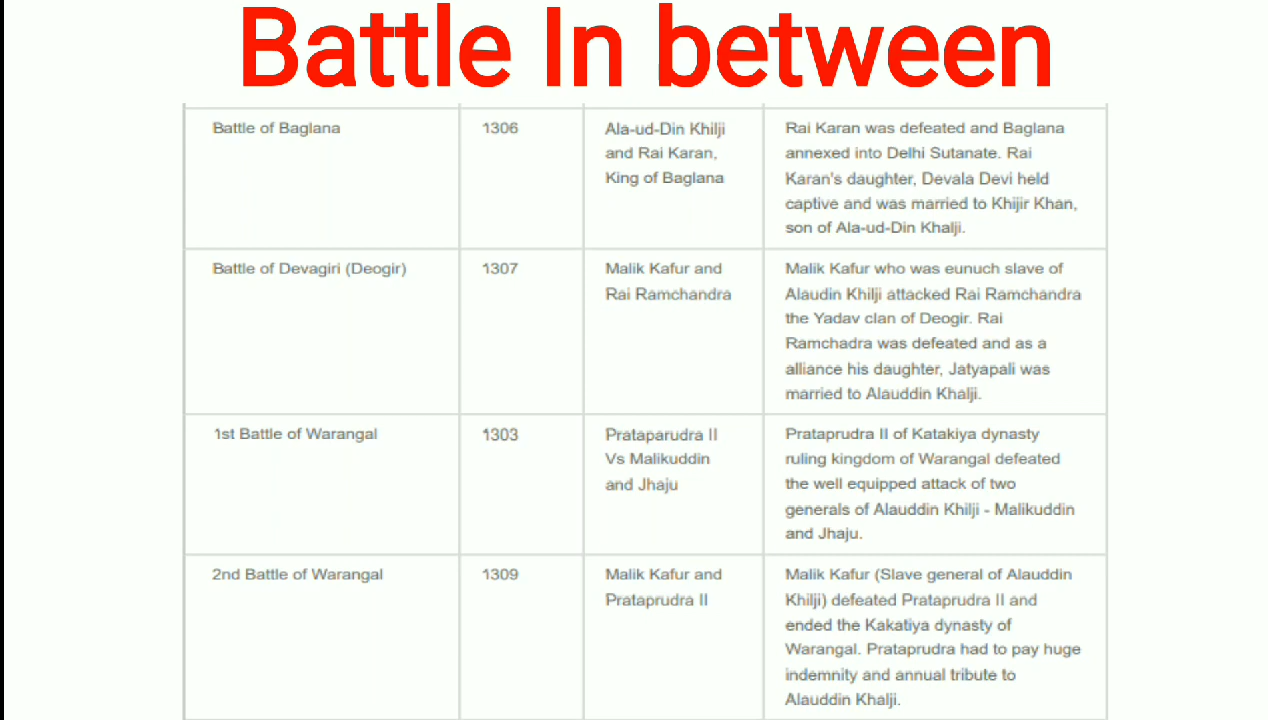 Battle In between
Battle of Baglana
1306
Ala-ud-Din Khilji
and Rai Karan,
King of Baglana
Rai Karan was defeated and Baglana
annexed into Delhi Sutanate. Rai
Karan's daughter, Devala Devi held
captive and was married to Khijir Khan,
son of Ala-ud-Din Khalji.
Battle of Devagiri (Deogir)
1307
Malik Kafur and
Rai Ramchandra
Malik Kafur who was eunuch slave of
Alaudin Khilji attacked Rai Ramchandra
the Yadav clan of Deogir. Rai
Ramchadra was defeated and as a
alliance his daughter, Jatyapali was
married to Alauddin Khalji.
1st Battle of Warangal
1303
Prataparudra II
Vs Malikuddin
and Jhaju
Prataprudra II of Katakiya dynasty
ruling kingdom of Warangal defeated
the well equipped attack of two
generals of Alauddin Khilji - Malikuddin
and Jhaju.
2nd Battle of Warangal
1309
Malik Kafur and
Prataprudra II
Malik Kafur (Slave general of Alauddin
Khilji) defeated Prataprudra II and
ended the Kakatiya dynasty of
Warangal. Prataprudra had to pay huge
indemnity and annual tribute to
Alauddin Khalji.